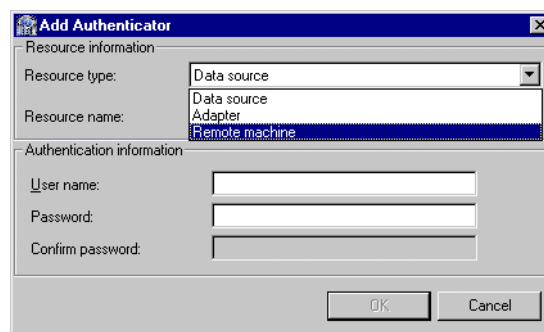 Add Authenticator
Resource information
Resource type: Data source
Data source
Resource name: Adapter
Remote machine
Authentication information
User name:
Password:
Confirm password:
OK Cancel